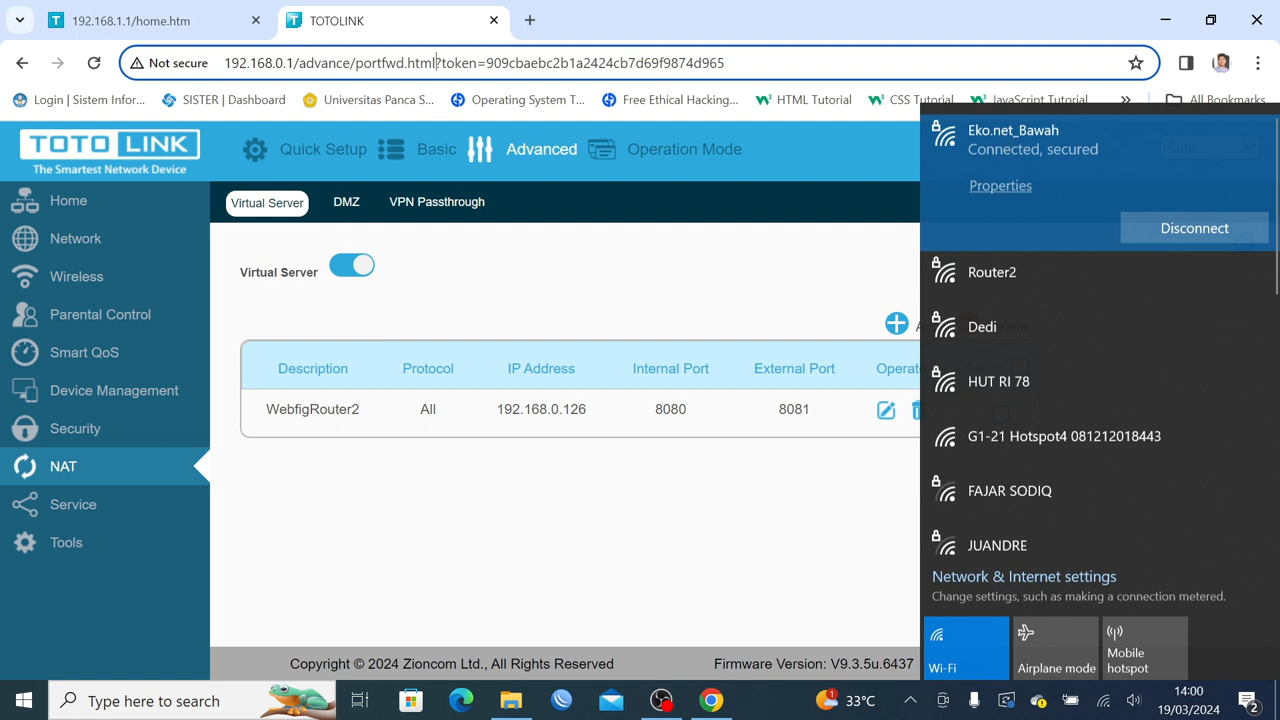 192.168.1.1/home.htm
TOTOLINK
Not secure
192.168.0.1/advance/portfwd.html?token=909cbaebc2b1a2424cb7d69f9874d965
Login | Sistem Infor...
SISTER | Dashboard
Universitas Panca S...
Operating System T...
Free Ethical Hacking...
HTML Tutorial
CSS Tutorial
JavaScript Tutorial
All Bookmarks
TOTO LINK
The Smartest Network Device
Quick Setup
Basic
Advanced
Operation Mode
Auto
Home
Network
Wireless
Parental Control
Smart QoS
Device Management
Security
NAT
Service
Tools
Virtual Server
DMZ
VPN Passthrough
Virtual Server
Description Protocol IP Address Internal Port External Port Operat
WebfigRouter2 All 192.168.0.126 8080 8081
Copyright © 2024 Zioncom Ltd., All Rights Reserved
Firmware Version: V9.3.5u.6437
Eko.net_Bawah
Connected, secured
Properties
Disconnect
Router2
Dedi
HUT RI 78
G1-21 Hotspot4 081212018443
FAJAR SODIQ
JUANDRE
Network & Internet settings
Change settings, such as making a connection metered.
Wi-Fi
Airplane mode
Mobile
hotspot
Type here to search
1
33°C
14:00
19/03/2024
2